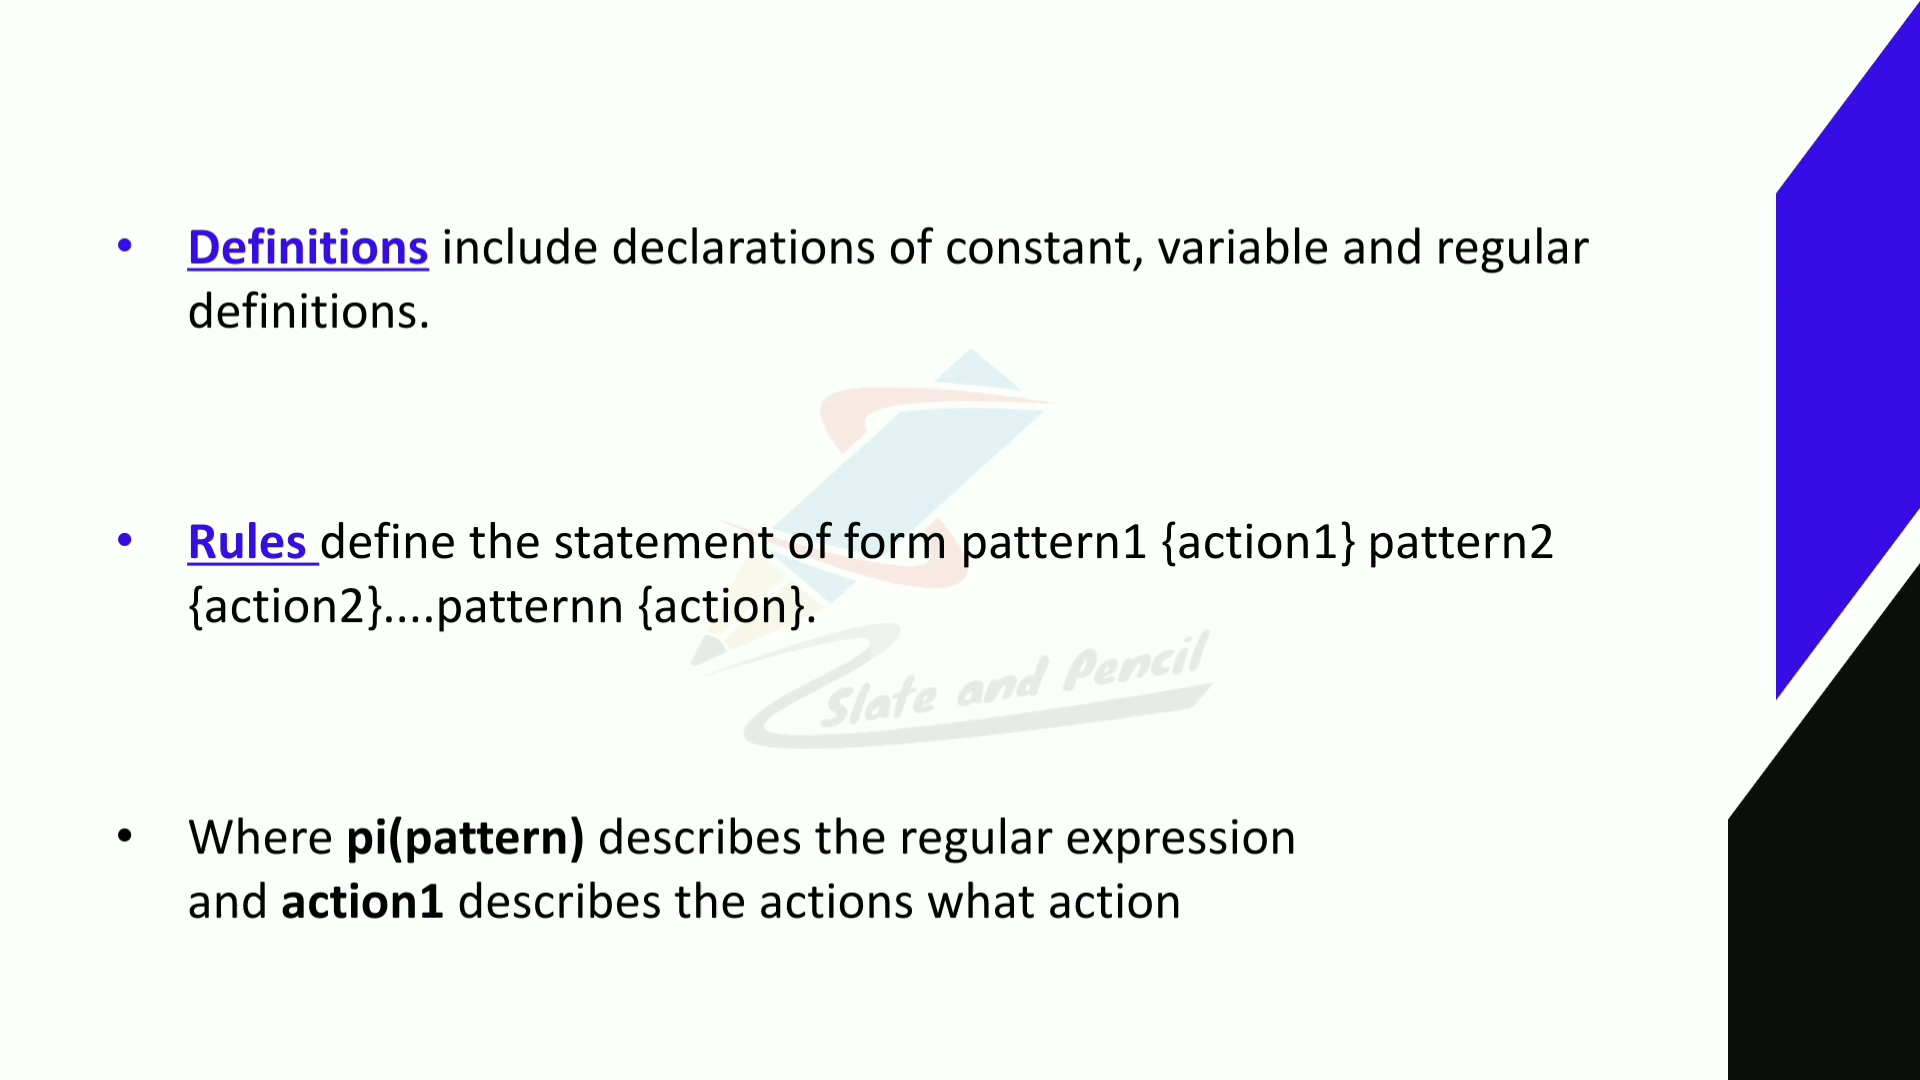 • Definitions include declarations of constant, variable and regular
definitions.
• Rules define the statement of form pattern1 {action1} pattern2
{action2}....patternn {action}.
Slate and Pencil
• Where pi(pattern) describes the regular expression
and action1 describes the actions what action